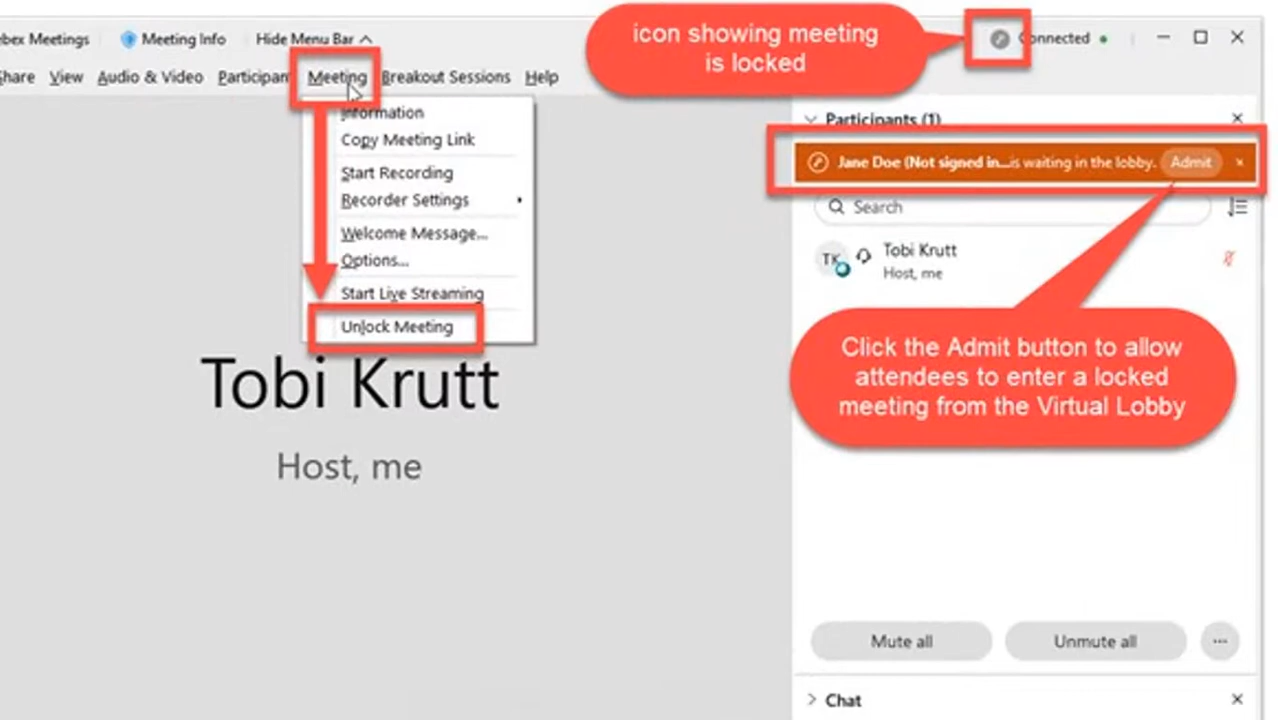 ebex Meetings Meeting Info Hide Menu Bar
icon showing meeting
is locked
Connected
Share View Audio & Video Participant Meeting Breakout Sessions Help
Information
Copy Meeting Link
Start Recording
Recorder Settings
Welcome Message...
Options...
Start Live Streaming
Unlock Meeting
Tobi Krutt
Host, me
Participants (1)
Jane Doe (Not signed in...is waiting in the lobby. Admit
Search
TK
Tobi Krutt
Host, me
Click the Admit button to allow
attendees to enter a locked
meeting from the Virtual Lobby
Mute all Unmute all ...
Chat